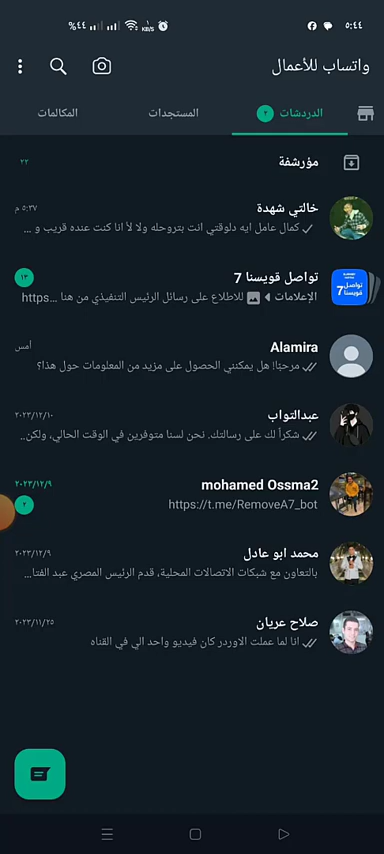 ٥:٤٤
%٤٤
KB/S
واتساب للأعمال
الدردشات ٢
المستجدات
المكالمات
مؤرشفة
٢٢
خالتي شهدة
٥:٣٧ م
كمال عامل ايه دلوقتي انت بتروحله ولا لأ انا كنت عنده قريب و ...
تواصل قويسنا 7
١٣
الإعلامات ◀ للاطلاع على رسائل الرئيس التنفيذي من هنا https...
تواصل
7
قويسنا
Alamira
أمس
مرحبًا! هل يمكنني الحصول على مزيد من المعلومات حول هذا؟
عبدالتواب
٢٠٢٣/١٢/١٠
شكراً لك على رسالتك. نحن لسنا متوفرين في الوقت الحالي، ولكن...
mohamed Ossma2
٢٠٢٣/١٢/٩
https://t.me/RemoveA7_bot
٢
محمد ابو عادل
٢٠٢٣/١٢/٩
بالتعاون مع شبكات الاتصالات المحلية، قدم الرئيس المصري عبد الفتا...
صلاح عريان
٢٠٢٣/١١/٢٥
انا لما عملت الاوردر كان فيديو واحد الي في القناه